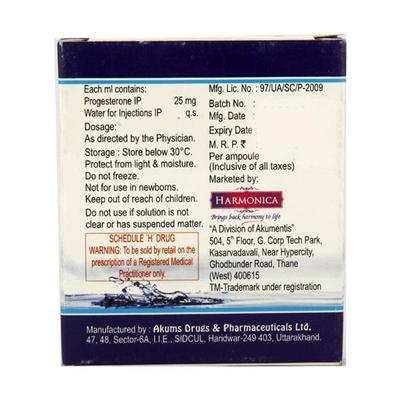 Each ml contains:
Progesterone IP 25 mg
Water for Injections IP q.s.
Dosage:
As directed by the Physician.
Storage : Store below 30°C.
Protect from light & moisture.
Do not freeze.
Not for use in newborns.
Keep out of reach of children.
Do not use if solution is not
clear or has suspended matter.
SCHEDULE 'H' DRUG
WARNING: To be sold by retail on the
prescription of a Registered Medical
Practitioner only.
Mfg. Lic. No. : 97/UA/SC/P-2009
Batch No. :
Mfg. Date :
Expiry Date :
M. R. P. ₹
Per ampoule :
(Inclusive of all taxes)
Marketed by:
HARMONICA
Brings back harmony to life
"A Division of Akumentis"
504, 5th Floor, G. Corp Tech Park,
Kasarvadavali, Near Hypercity,
Ghodbunder Road, Thane
(West) 400615
TM-Trademark under registration
Manufactured by : Akums Drugs & Pharmaceuticals Ltd.
47, 48, Sector-6A, I.I.E., SIDCUL, Haridwar-249 403, Uttarakhand.